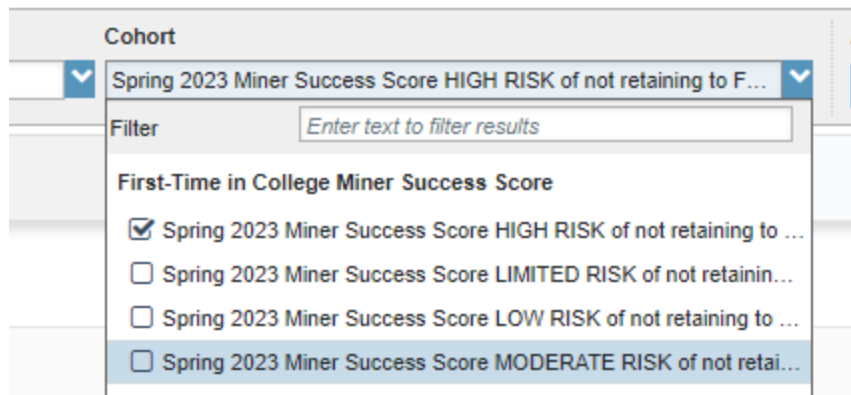 Cohort
Spring 2023 Miner Success Score HIGH RISK of not retaining to F...
Filter
Enter text to filter results
First-Time in College Miner Success Score
Spring 2023 Miner Success Score HIGH RISK of not retaining to ...
Spring 2023 Miner Success Score LIMITED RISK of not retainin...
Spring 2023 Miner Success Score LOW RISK of not retaining to ...
Spring 2023 Miner Success Score MODERATE RISK of not retai...